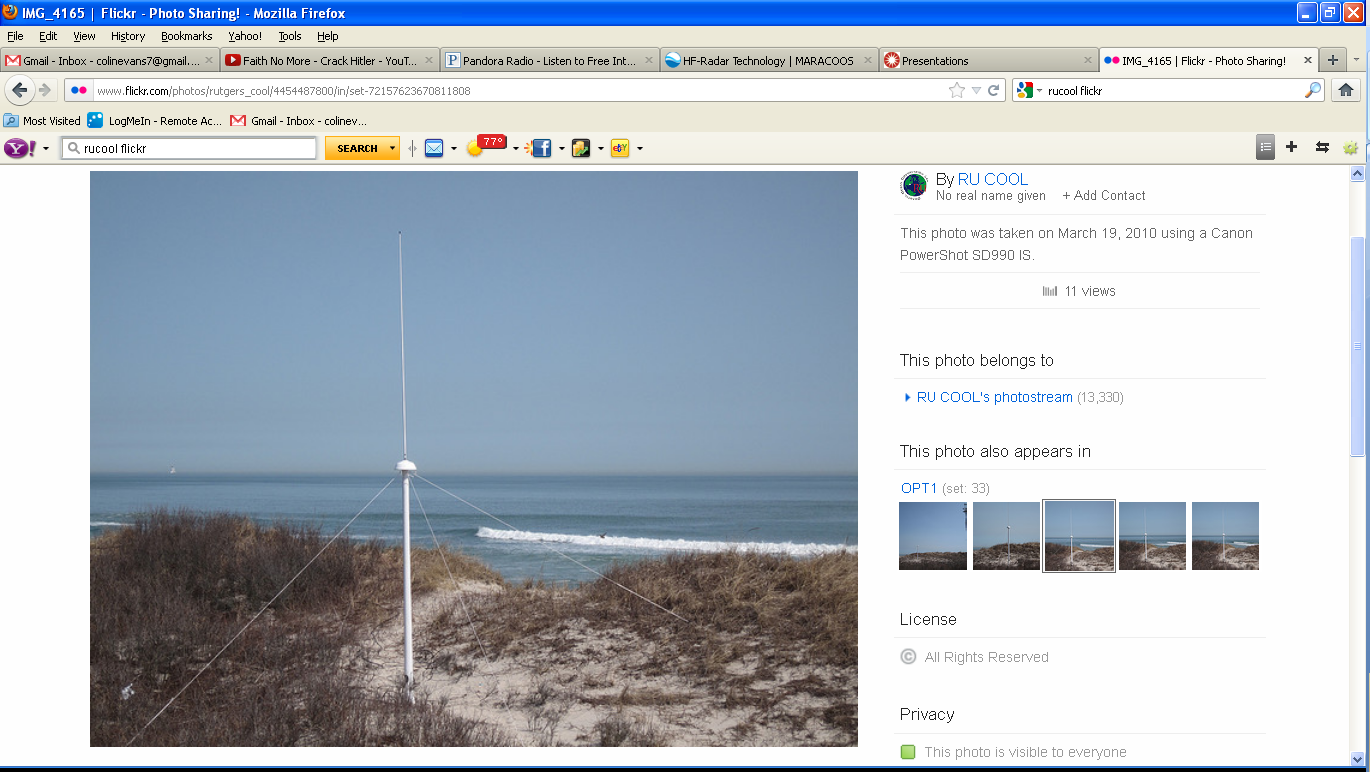 IMG_4165 | Flickr - Photo Sharing! - Mozilla Firefox
File Edit View History Bookmarks Yahoo! Tools Help
Gmail - Inbox - colinevans7@gmail.... Faith No More - Crack Hitler - YouT... Pandora Radio - Listen to Free Int... HF-Radar Technology | MARACOOS Presentations IMG_4165 | Flickr - Photo Sharing!
www.flickr.com/photos/rutgers_cool/4454487800/in/set-72157623670811808 rucool flickr
Most Visited LogMeIn - Remote Ac... Gmail - Inbox - colinev...
Y! rucool flickr SEARCH 77° ebY
By RU COOL
No real name given + Add Contact
This photo was taken on March 19, 2010 using a Canon
PowerShot SD990 IS.
11 views
This photo belongs to
RU COOL's photostream (13,330)
This photo also appears in
OPT1 (set: 33)
License
© All Rights Reserved
Privacy
This photo is visible to everyone